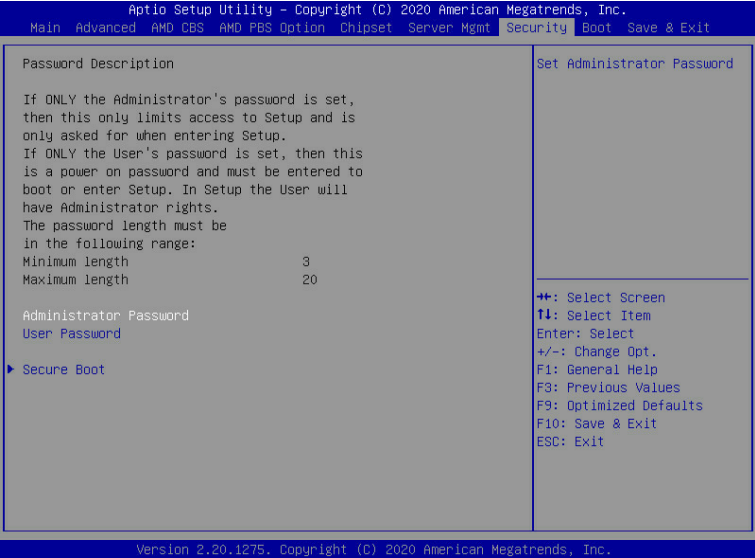 Aptio Setup Utility – Copyright (C) 2020 American Megatrends, Inc.
Main Advanced AMD CBS AMD PBS Option Chipset Server Mgmt Security Boot Save & Exit
Password Description
If ONLY the Administrator's password is set,
then this only limits access to Setup and is
only asked for when entering Setup.
If ONLY the User's password is set, then this
is a power on password and must be entered to
boot or enter Setup. In Setup the User will
have Administrator rights.
The password length must be
in the following range:
Minimum length 3
Maximum length 20
Administrator Password
User Password
Secure Boot
Set Administrator Password
→←: Select Screen
↑↓: Select Item
Enter: Select
+/-: Change Opt.
F1: General Help
F3: Previous Values
F9: Optimized Defaults
F10: Save & Exit
ESC: Exit
Version 2.20.1275. Copyright (C) 2020 American Megatrends, Inc.